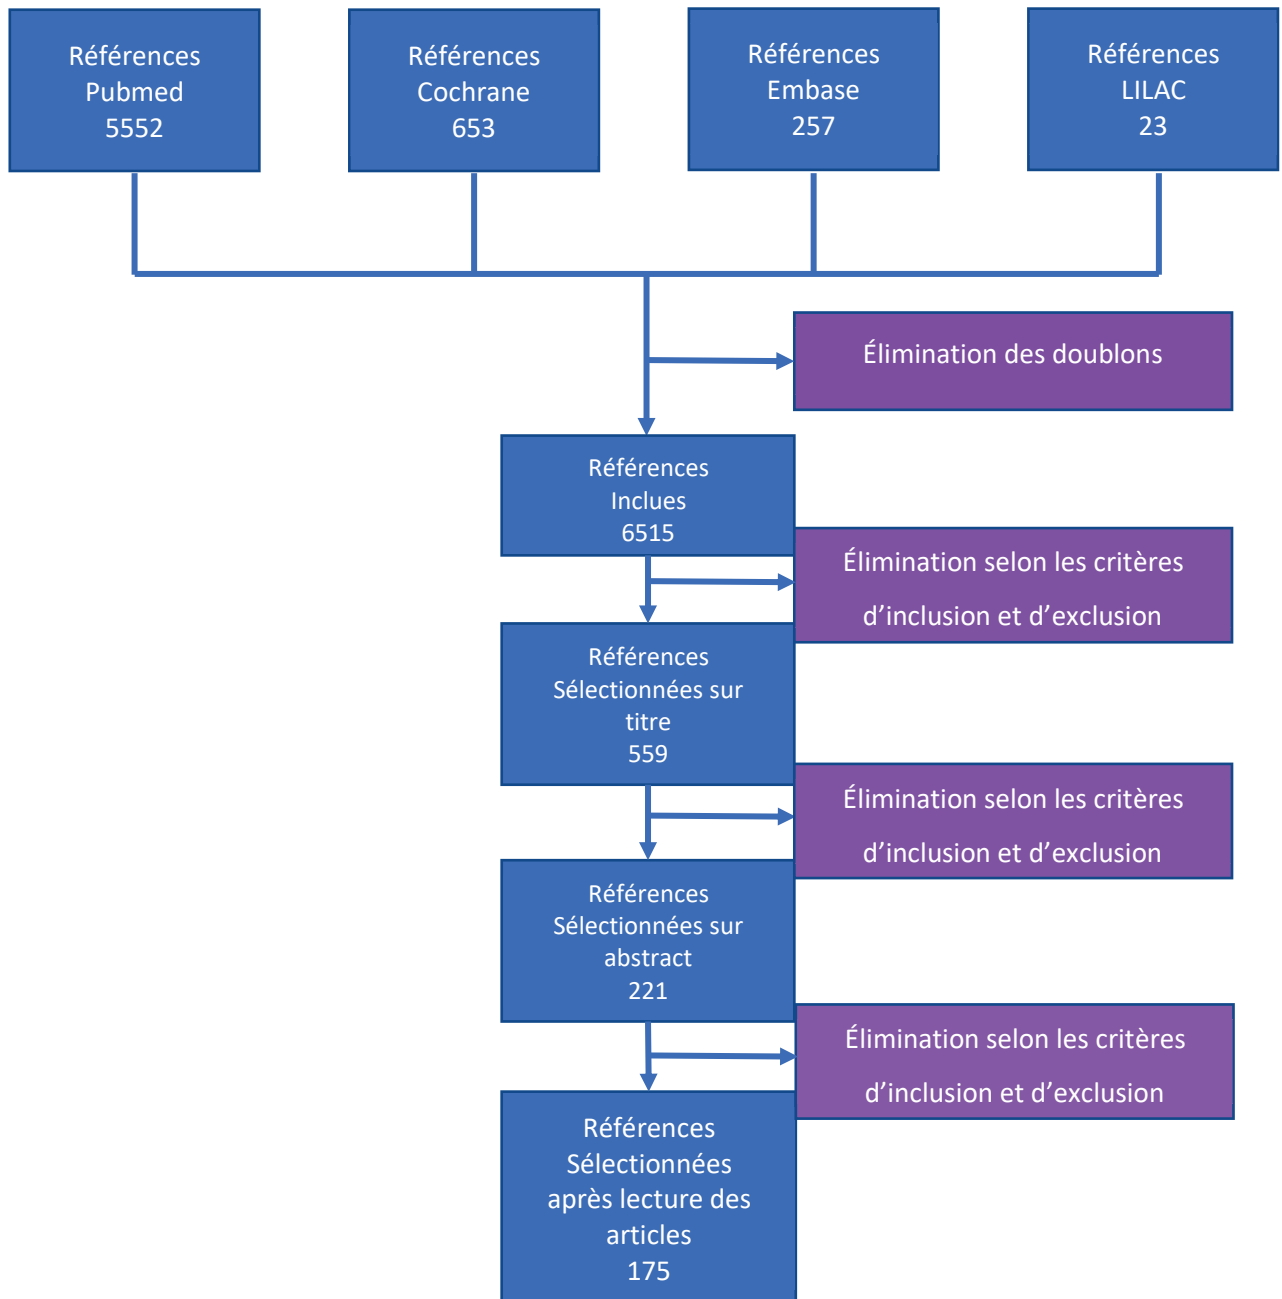 Références
Pubmed
5552
Références
Cochrane
653
Références
Embase
257
Références
LILAC
23
Élimination des doublons
Références
Inclues
6515
Élimination selon les critères
d’inclusion et d’exclusion
Références
Sélectionnées sur
titre
559
Élimination selon les critères
d’inclusion et d’exclusion
Références
Sélectionnées sur
abstract
221
Élimination selon les critères
d’inclusion et d’exclusion
Références
Sélectionnées
après lecture des
articles
175